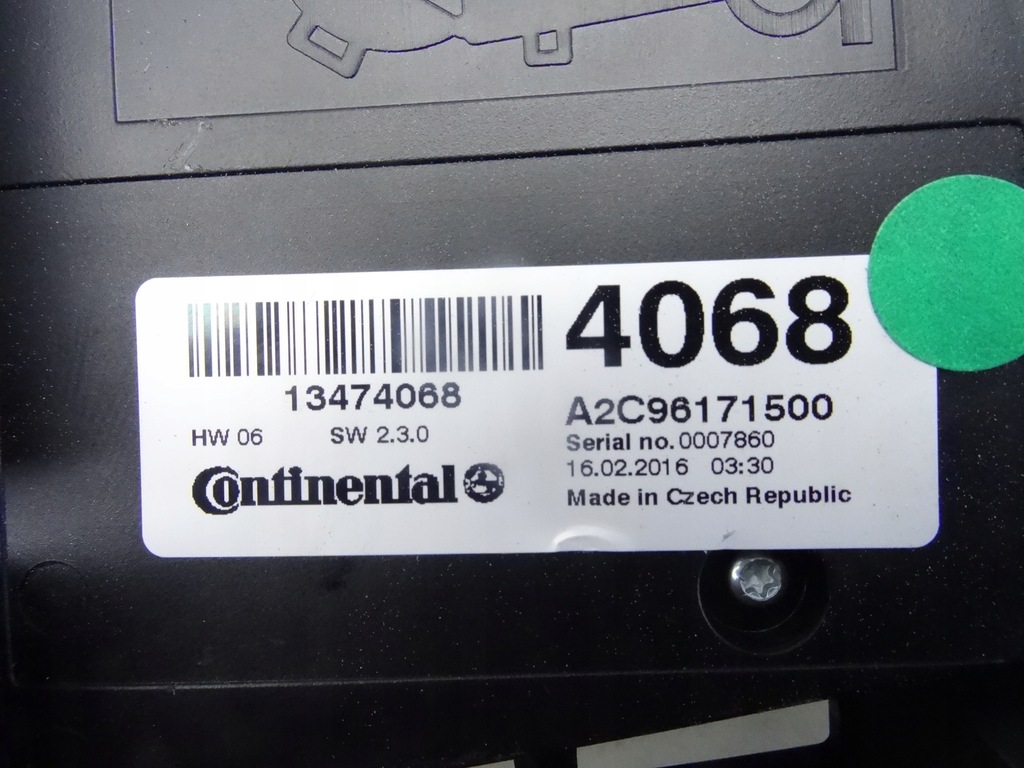 4068
13474068
A2C96171500
HW 06 SW 2.3.0
Serial no. 0007860
16.02.2016 03:30
Continental
Made in Czech Republic